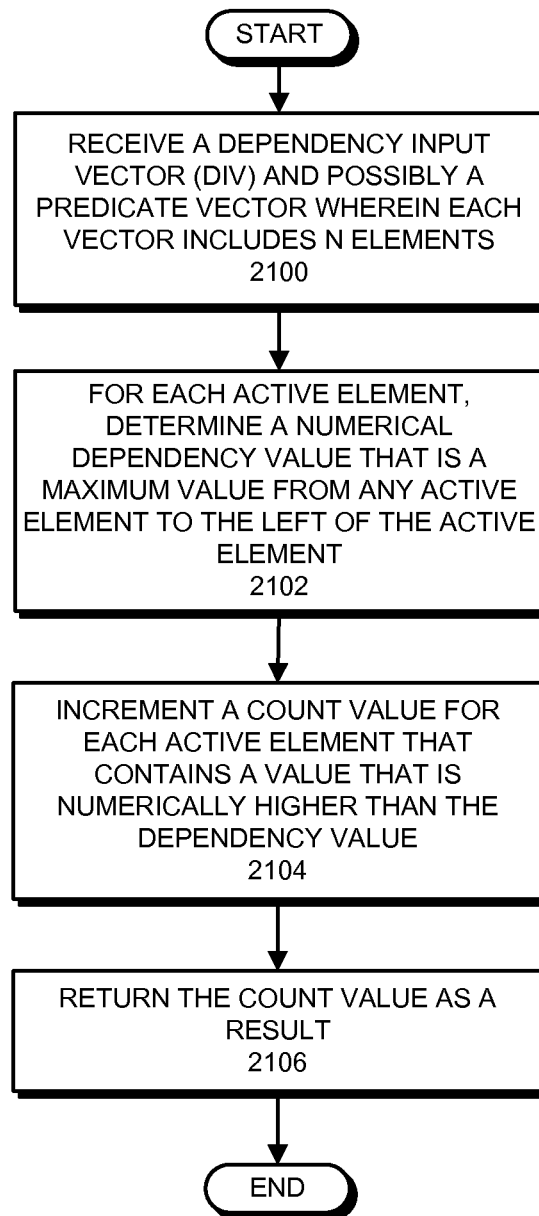 START
RECEIVE A DEPENDENCY INPUT
VECTOR (DIV) AND POSSIBLY A
PREDICATE VECTOR WHEREIN EACH
VECTOR INCLUDES N ELEMENTS
2100
FOR EACH ACTIVE ELEMENT,
DETERMINE A NUMERICAL
DEPENDENCY VALUE THAT IS A
MAXIMUM VALUE FROM ANY ACTIVE
ELEMENT TO THE LEFT OF THE ACTIVE
ELEMENT
2102
INCREMENT A COUNT VALUE FOR
EACH ACTIVE ELEMENT THAT
CONTAINS A VALUE THAT IS
NUMERICALLY HIGHER THAN THE
DEPENDENCY VALUE
2104
RETURN THE COUNT VALUE AS A
RESULT
2106
END